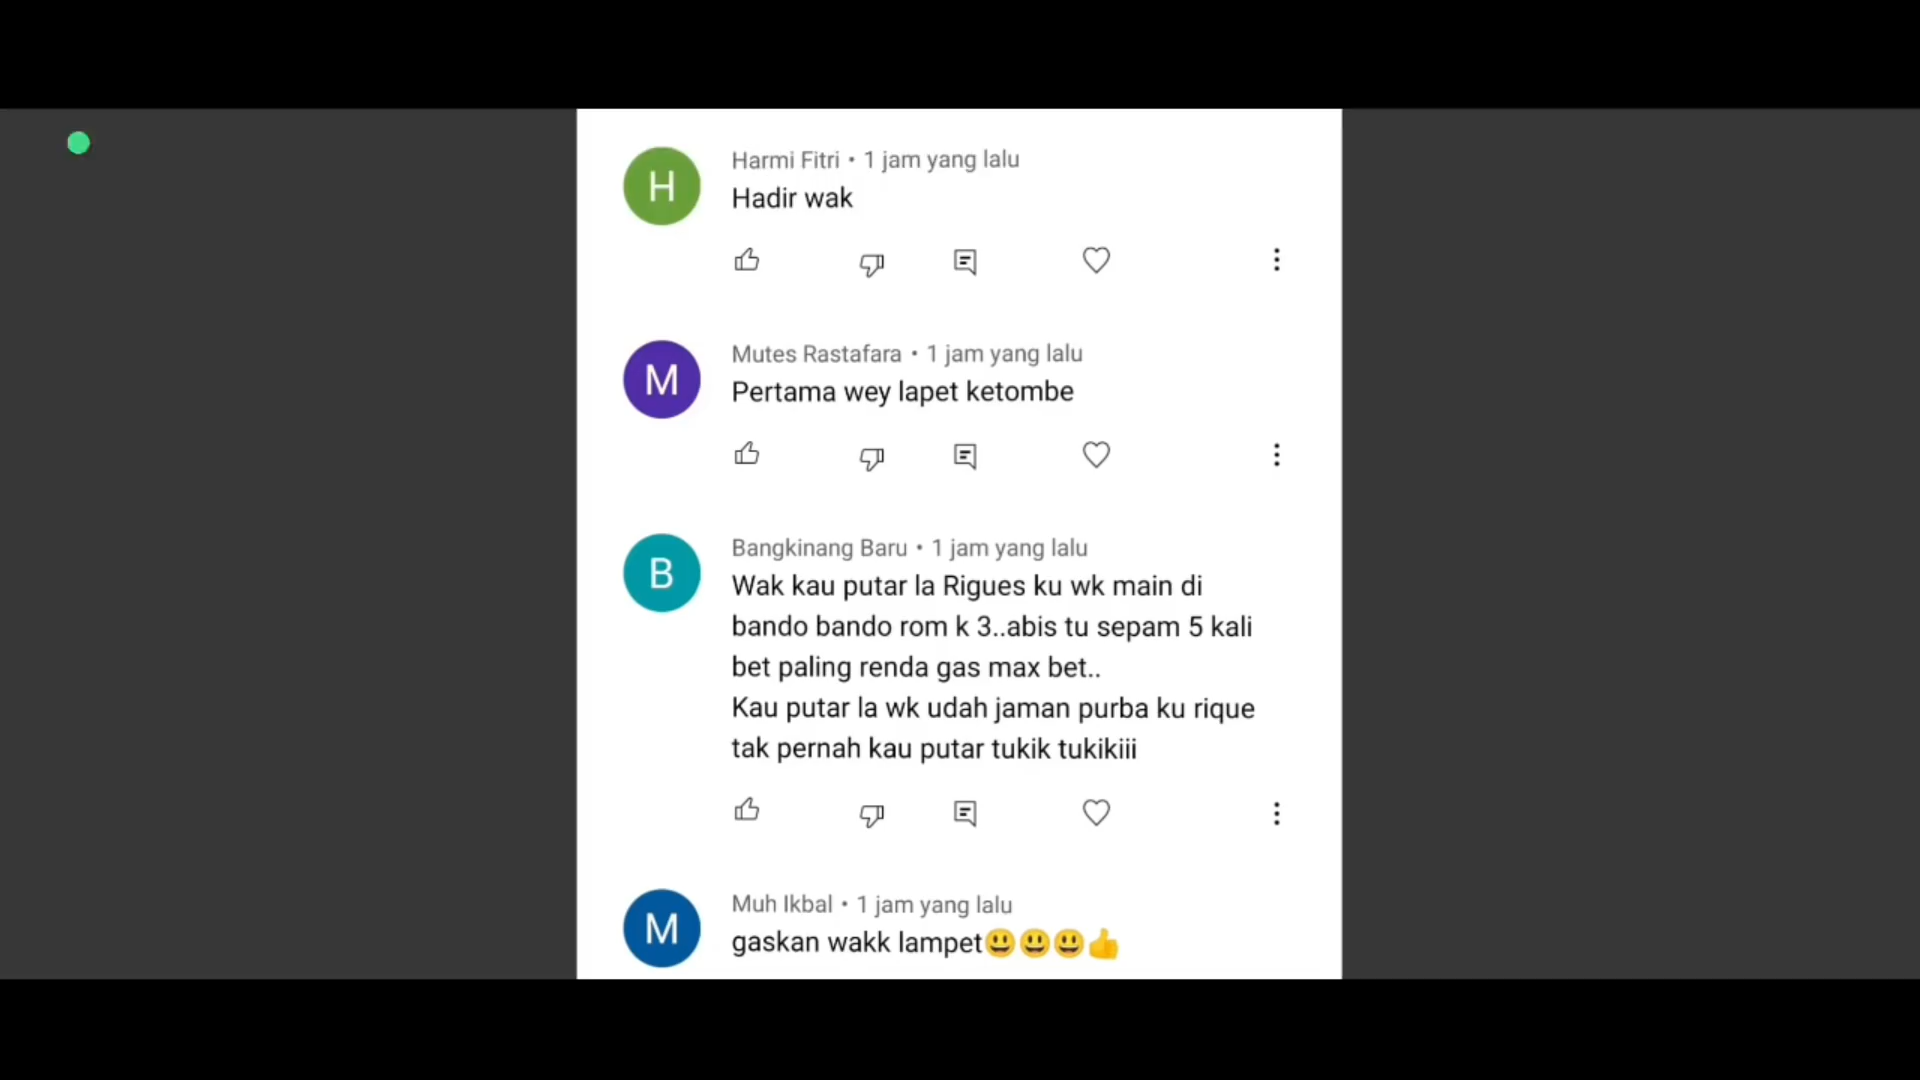 H
Harmi Fitri • 1 jam yang lalu
Hadir wak
M
Mutes Rastafara • 1 jam yang lalu
Pertama wey lapet ketombe
B
Bangkinang Baru • 1 jam yang lalu
Wak kau putar la Rigues ku wk main di
bando bando rom k 3..abis tu sepam 5 kali
bet paling renda gas max bet..
Kau putar la wk udah jaman purba ku rique
tak pernah kau putar tukik tukikiii
M
Muh Ikbal • 1 jam yang lalu
gaskan wakk lampet😃😃😃👍